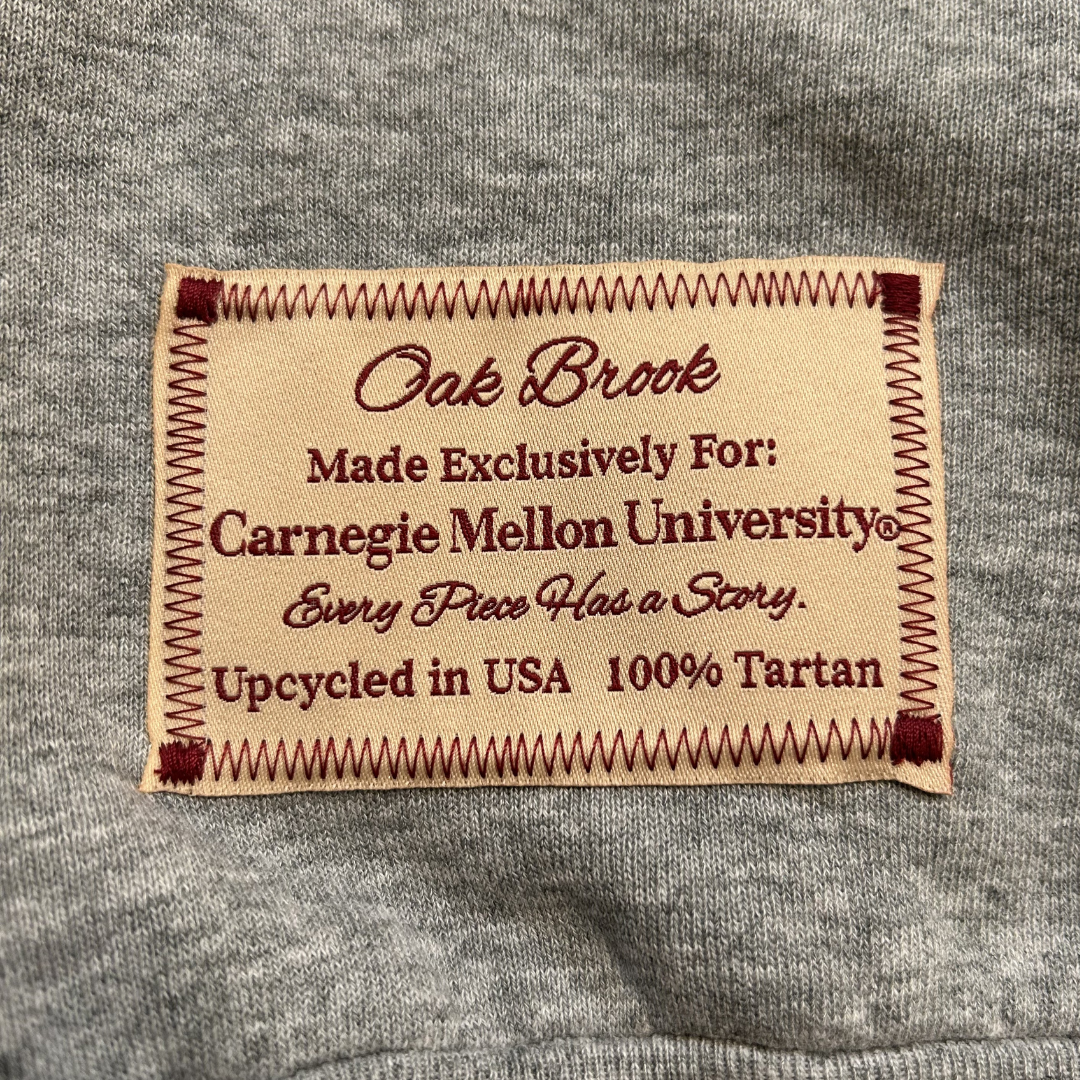 Oak Brook
Made Exclusively For:
Carnegie Mellon University®
Every Piece Has a Story.
Upcycled in USA 100% Tartan